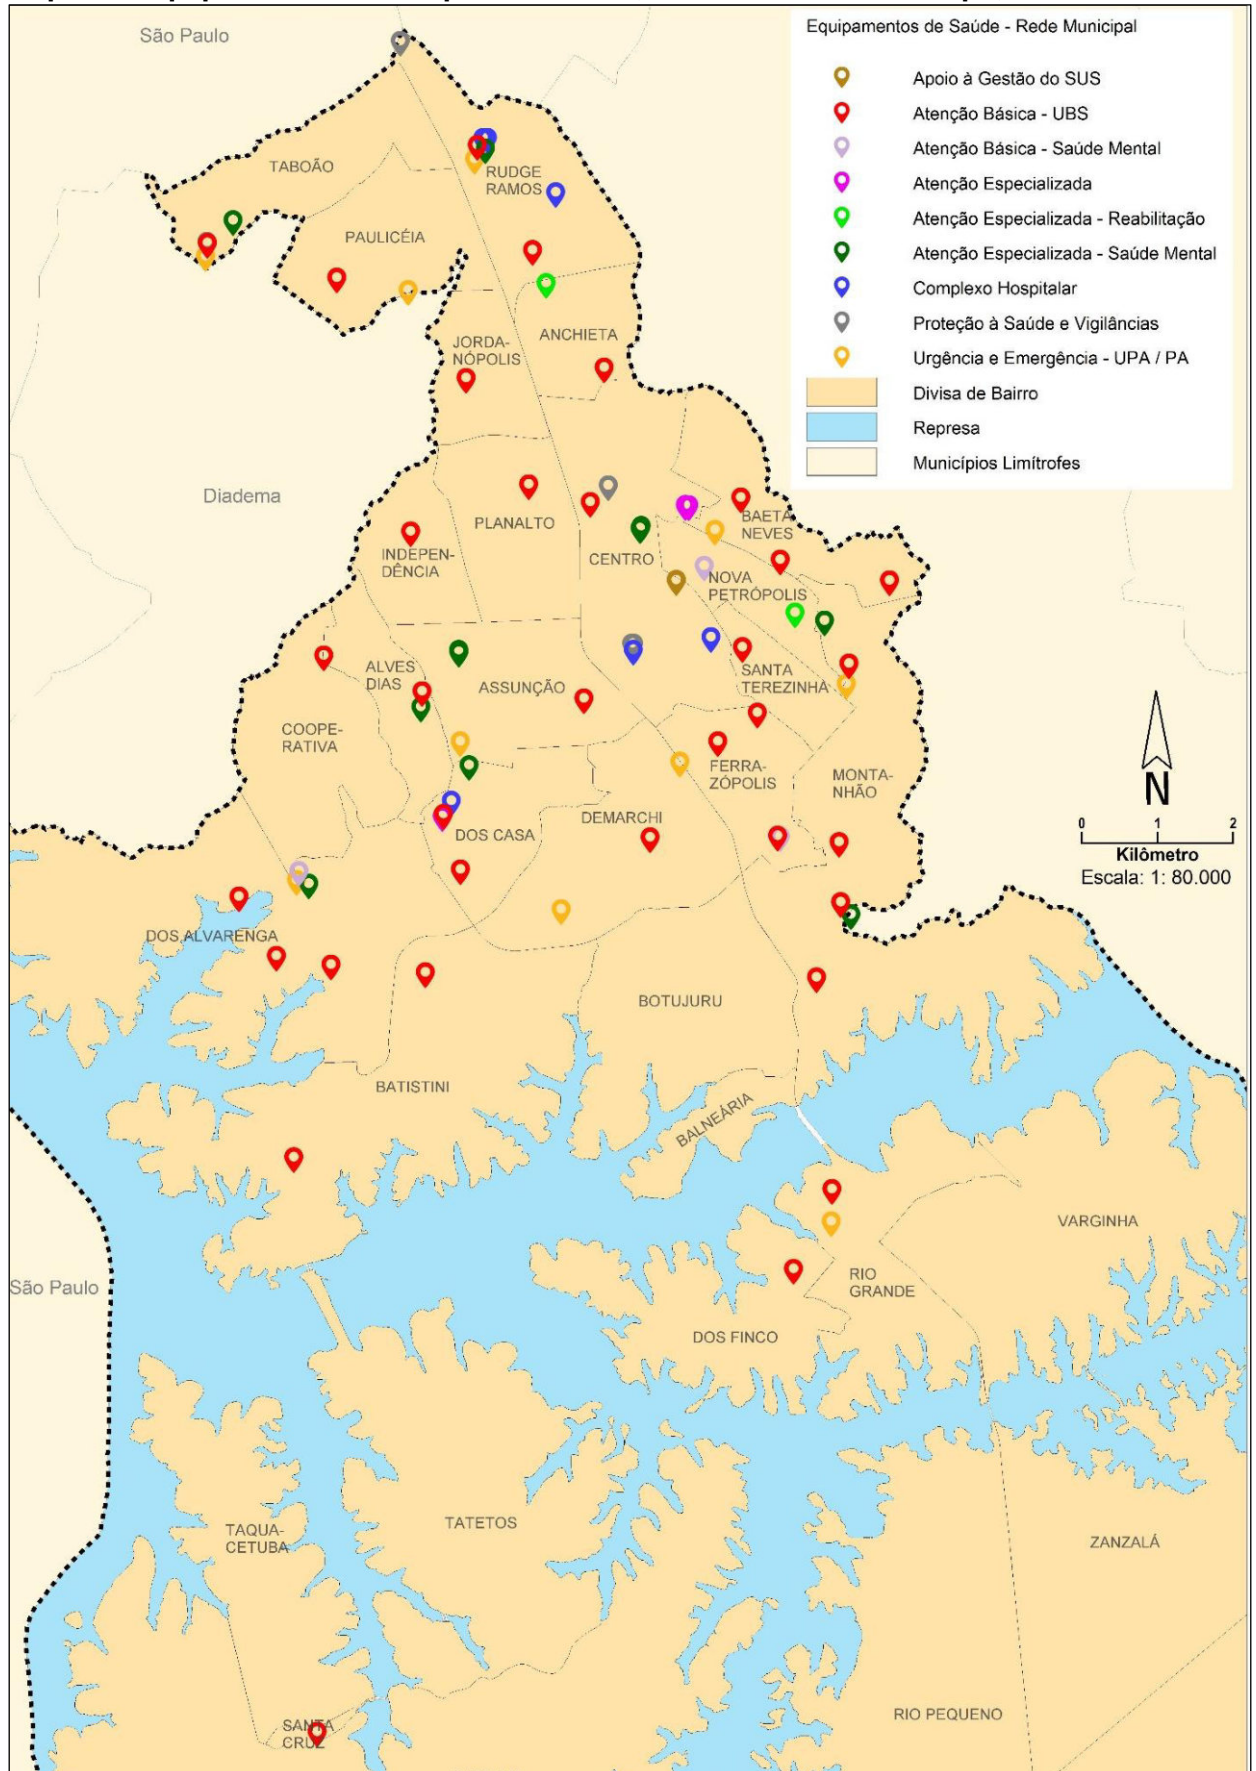 São Paulo
Equipamentos de Saúde - Rede Municipal
Apoio à Gestão do SUS
Atenção Básica - UBS
Atenção Básica - Saúde Mental
Atenção Especializada
Atenção Especializada - Reabilitação
Atenção Especializada - Saúde Mental
Complexo Hospitalar
Proteção à Saúde e Vigilâncias
Urgência e Emergência - UPA / PA
Divisa de Bairro
Represa
Municípios Limítrofes
TABOÃO
RUDGE
RAMOS
PAULICÉIA
JORDA-
NÓPOLIS
ANCHIETA
Diadema
PLANALTO
INDEPEN-
DÊNCIA
CENTRO
BAETA
NEVES
NOVA
PETRÓPOLIS
ALVES
DIAS
ASSUNÇÃO
SANTA
TEREZINHA
COOPE-
RATIVA
FERRA-
ZÓPOLIS
MONTA-
NHÃO
DEMARCHI
DOS CASA
N
0 1 2
Kilômetro
Escala: 1: 80.000
DOS ALVARENGA
BOTUJURU
BATISTINI
BALNEÁRIA
VARGINHA
São Paulo
RIO
GRANDE
DOS FINCO
TATETOS
TAQUA-
CETUBA
ZANZALÁ
RIO PEQUENO
SANTA
CRUZ